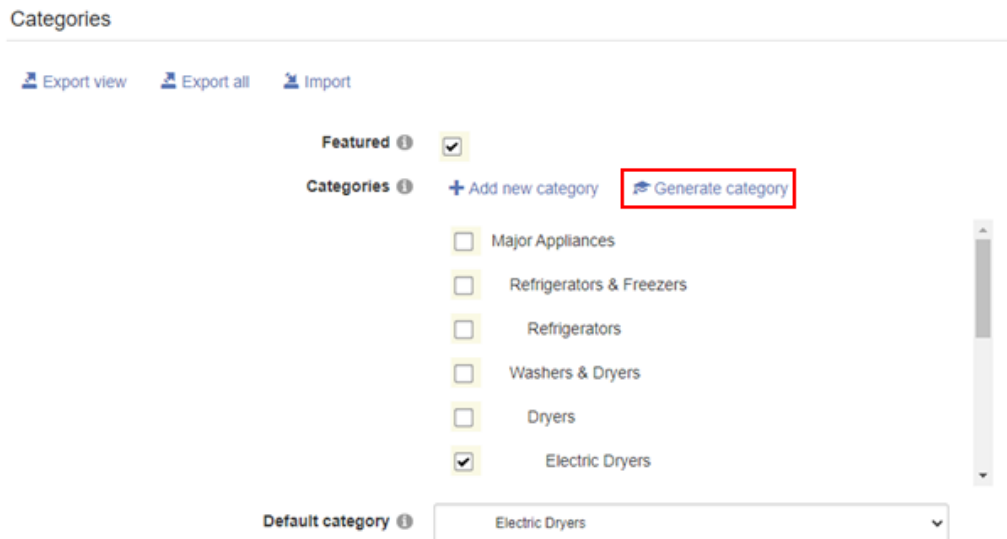 Categories
Export view Export all Import
Featured
Categories Add new category Generate category
Major Appliances
Refrigerators & Freezers
Refrigerators
Washers & Dryers
Dryers
Electric Dryers
Default category Electric Dryers